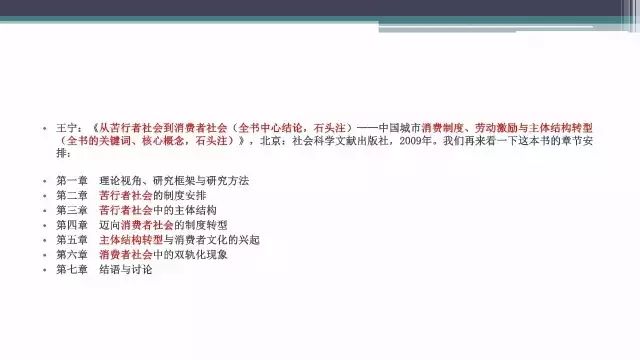 • 王宁：《从苦行者社会到消费者社会（全书中心结论，石头注）——中国城市消费制度、劳动激励与主体结构转型
（全书的关键词、核心概念，石头注）》，北京：社会科学文献出版社，2009年。我们再来看一下这本书的章节安
排：
• 第一章 理论视角、研究框架与研究方法
• 第二章 苦行者社会的制度安排
• 第三章 苦行者社会中的主体结构
• 第四章 迈向消费者社会的制度转型
• 第五章 主体结构转型与消费者文化的兴起
• 第六章 消费者社会中的双轨化现象
• 第七章 结语与讨论